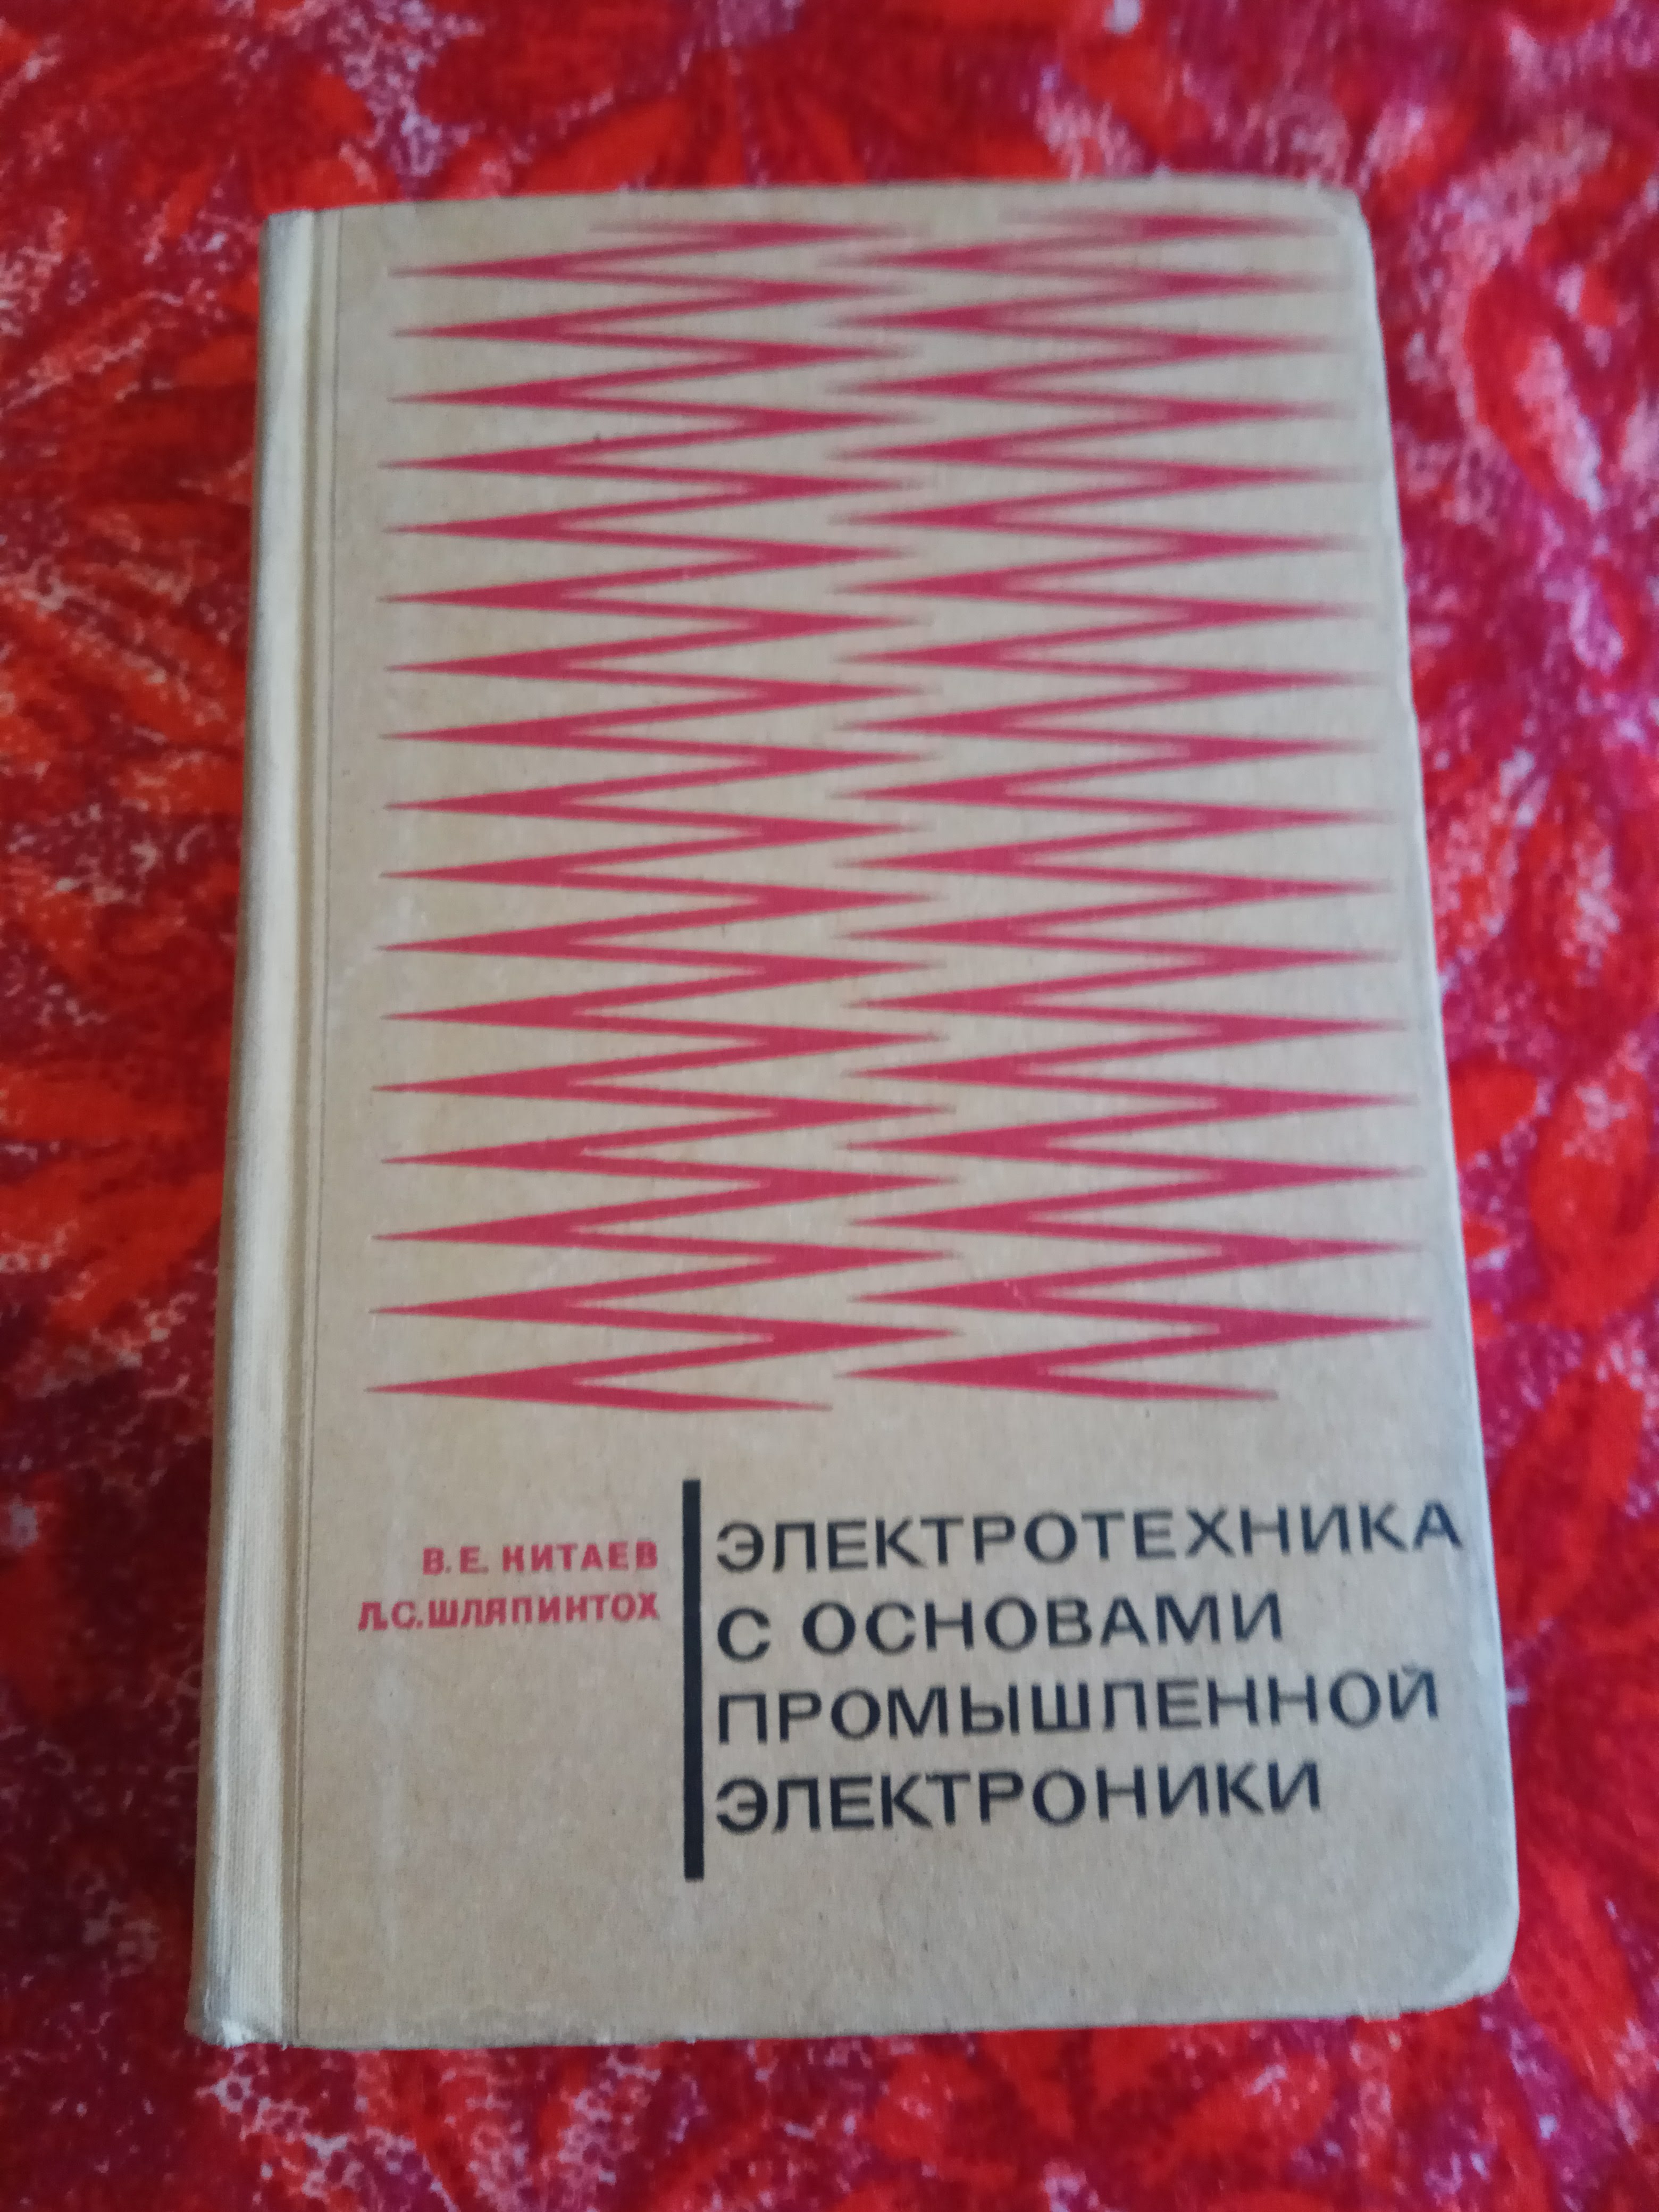 В. Е. КИТАЕВ
Л.С.ШЛЯПИНТОХ
ЭЛЕКТРОТЕХНИКА
С ОСНОВАМИ
ПРОМЫШЛЕННОЙ
ЭЛЕКТРОНИКИ